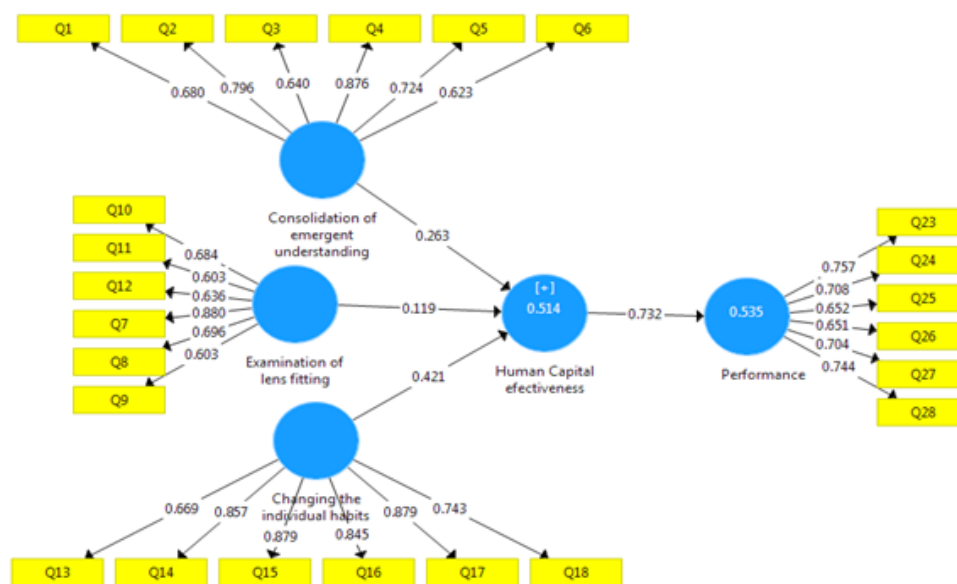 Q1 Q2 Q3 Q4 Q5 Q6
0.680 0.796 0.640 0.876 0.724 0.623
Consolidation of
emergent
understanding
Q10
Q11
Q12
Q7
Q8
Q9
0.684
0.603
0.636
0.880
0.696
0.603
Examination of
lens fitting
0.263
0.119
0.421
[+]
0.514
Human Capital
efectiveness
0.732
0.535
Performance
0.757
0.708
0.652
0.651
0.704
0.744
Q23
Q24
Q25
Q26
Q27
Q28
Changing the
individual habits
0.669 0.857 0.879 0.845 0.879 0.743
Q13 Q14 Q15 Q16 Q17 Q18